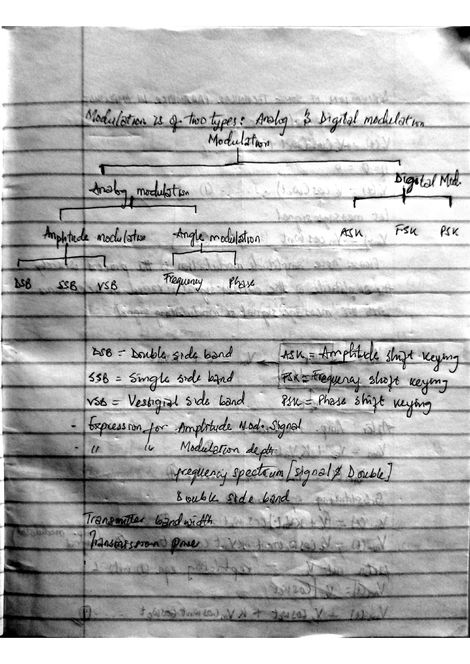 Modulation is of two types: Analog & Digital modulation
Modulation
Analog modulation Digital Mod.
Amplitude modulation Angle modulation ASK FSK PSK
DSB SSB VSB Frequency Phase
DSB = Double side band ASK = Amplitude shift keying
SSB = Single side band FSK = Frequency shift keying
VSB = Vestigial side band PSK = Phase shift keying
- Expression for Amplitude Mod. Signal
- " " Modulation depth
frequency spectrum [signal & Double]
Double side band
Transmitter bandwidth
Transmission